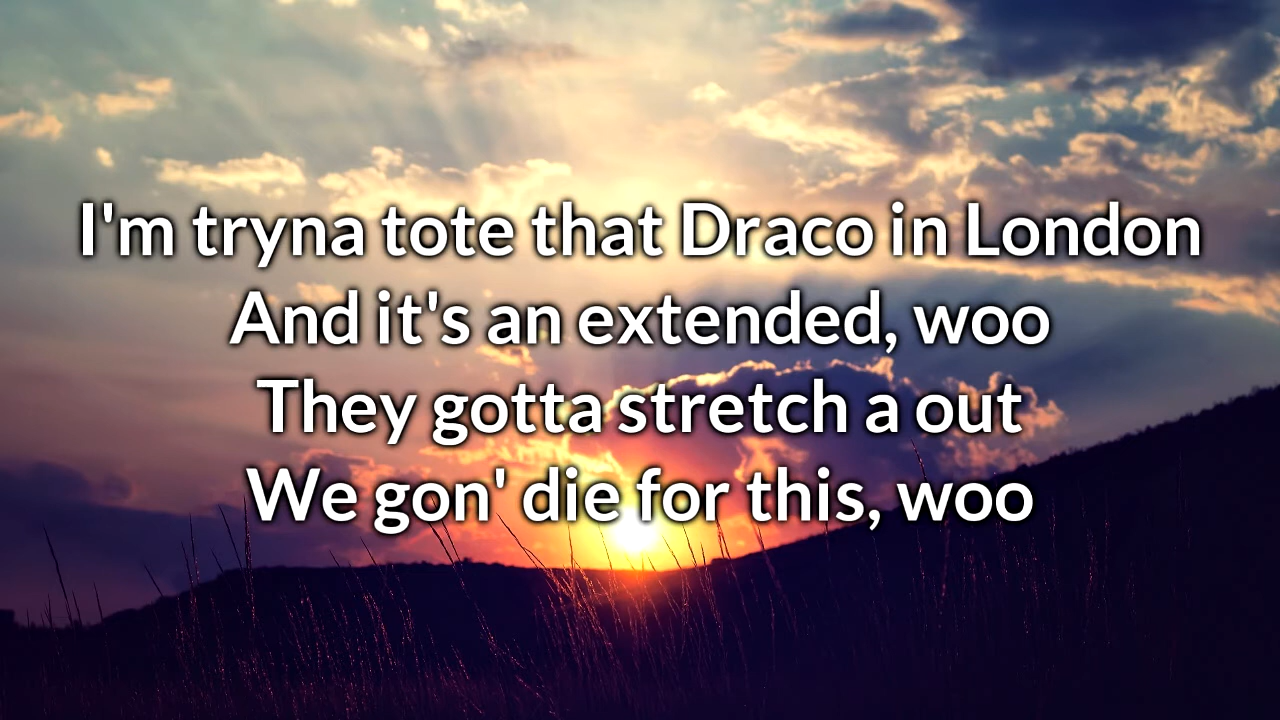 I'm tryna tote that Draco in London
And it's an extended, woo
They gotta stretch a out
We gon' die for this, woo